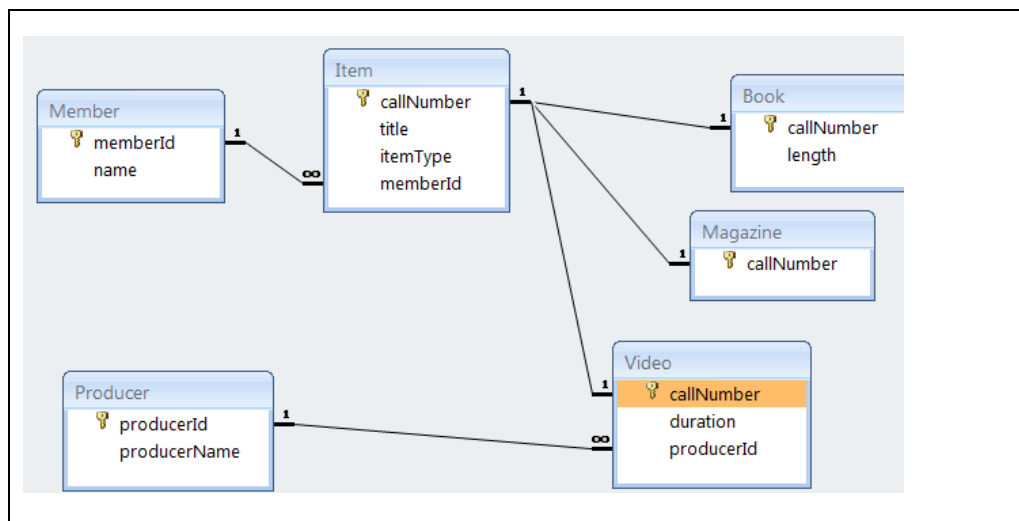 Member
memberId
name
1
∞
Item
callNumber
title
itemType
memberId
1
1
Book
callNumber
length
1
Magazine
callNumber
1
Video
callNumber
duration
producerId
Producer
producerId
producerName
1
∞